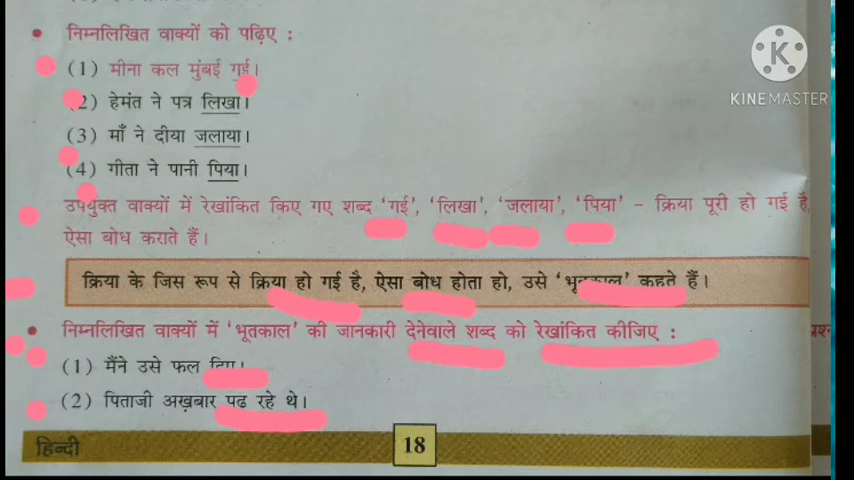 • निम्नलिखित वाक्यों को पढ़िए :
(1) मीना कल मुंबई गई।
(2) हेमंत ने पत्र लिखा।
(3) माँ ने दीया जलाया।
(4) गीता ने पानी पिया।
उपर्युक्त वाक्यों में रेखांकित किए गए शब्द ‘गई’, ‘लिखा’, ‘जलाया’, ‘पिया’ – क्रिया पूरी हो गई है,
ऐसा बोध कराते हैं।
क्रिया के जिस रूप से क्रिया हो गई है, ऐसा बोध होता हो, उसे ‘भूतकाल’ कहते हैं।
• निम्नलिखित वाक्यों में ‘भूतकाल’ की जानकारी देनेवाले शब्द को रेखांकित कीजिए :
(1) मैंने उसे फल दिए।
(2) पिताजी अख़बार पढ रहे थे।
हिन्दी
18
K
KINEMASTER